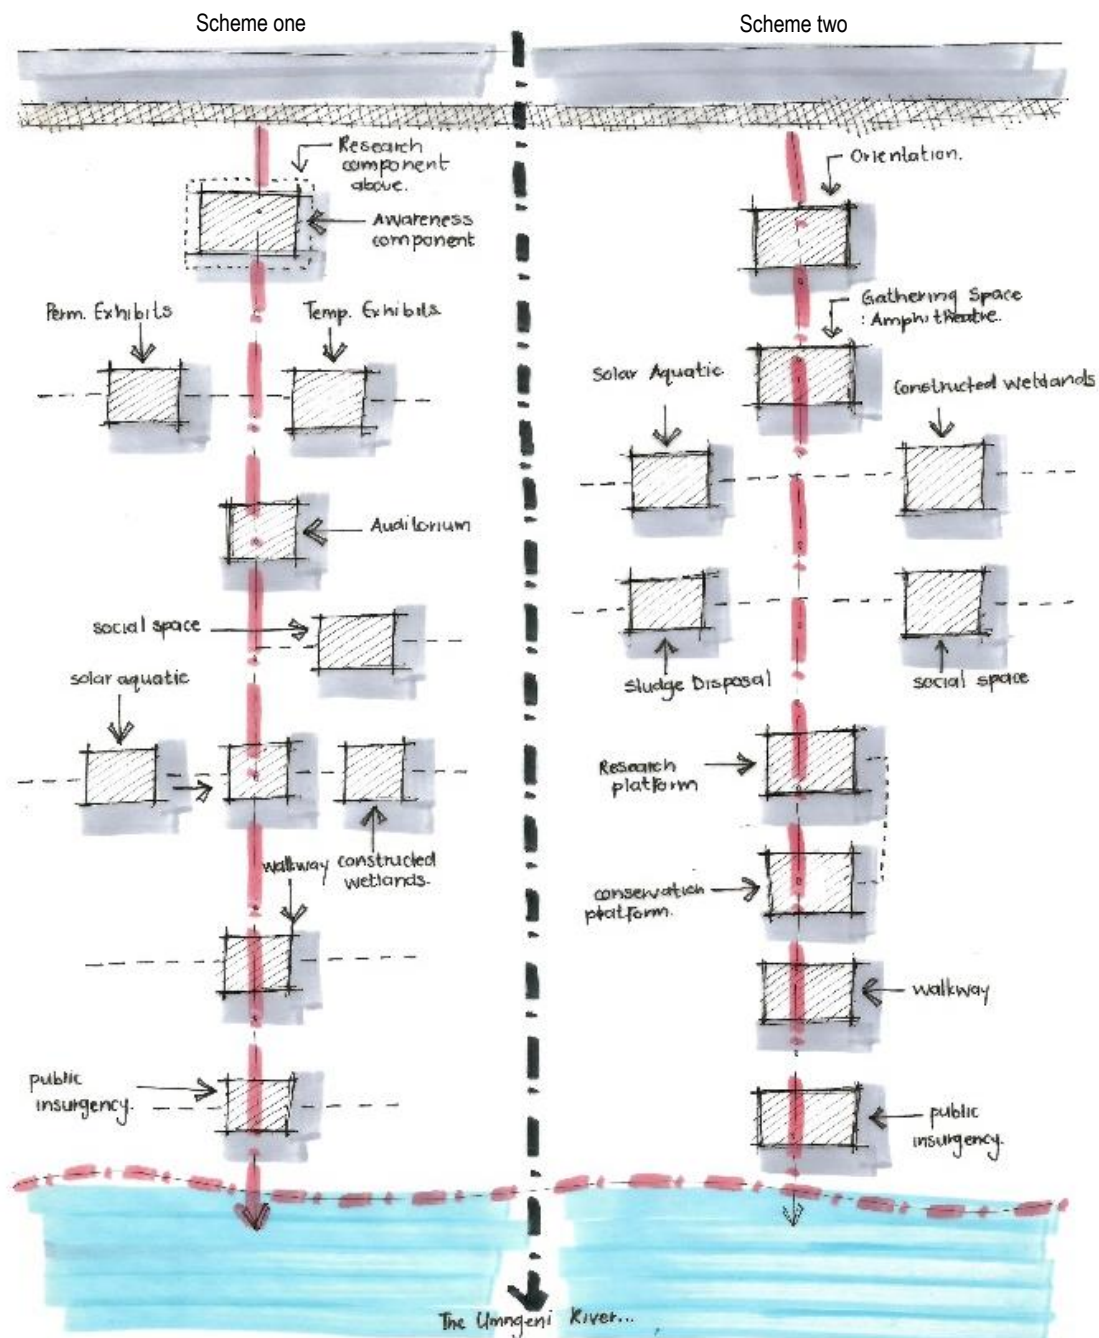 Scheme one
Scheme two
Research
component
above.
Awareness
component
Perm. Exhibits
Temp. Exhibits
Auditorium
social space
solar aquatic
walkway
constructed
wetlands.
public
insurgency.
Orientation.
Gathering Space
: Amphitheatre.
Solar Aquatic
Constructed Wetlands
Sludge Disposal
social space
Research
platform
conservation
platform.
walkway
public
insurgency.
The Umngeni River...